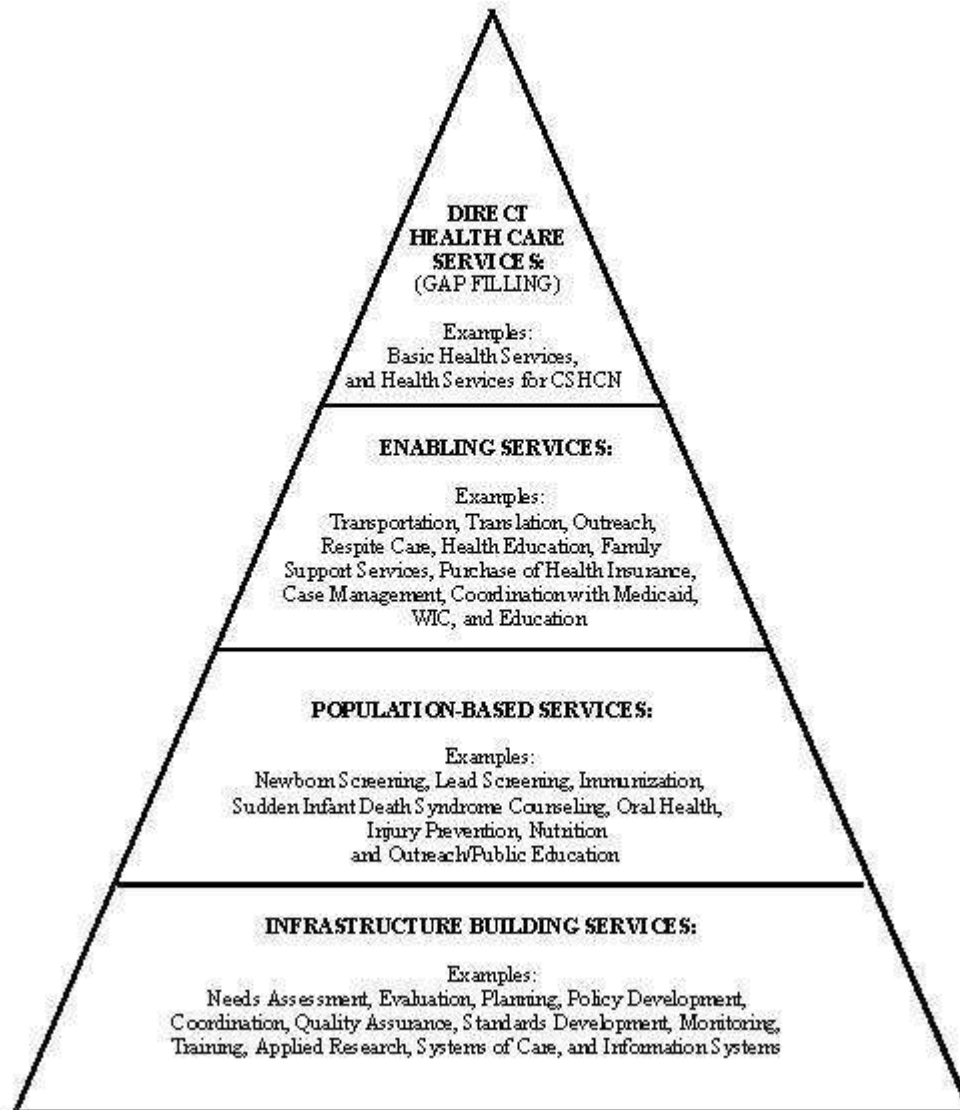 DIRECT
HEALTH CARE
SERVICES:
(GAP FILLING)
Examples:
Basic Health Services,
and Health Services for CSHCN
ENABLING SERVICES:
Examples:
Transportation, Translation, Outreach,
Respite Care, Health Education, Family
Support Services, Purchase of Health Insurance,
Case Management, Coordination with Medicaid,
WIC, and Education
POPULATION-BASED SERVICES:
Examples:
Newborn Screening, Lead Screening, Immunization,
Sudden Infant Death Syndrome Counseling, Oral Health,
Injury Prevention, Nutrition
and Outreach/Public Education
INFRASTRUCTURE BUILDING SERVICES:
Examples:
Needs Assessment, Evaluation, Planning, Policy Development,
Coordination, Quality Assurance, Standards Development, Monitoring,
Training, Applied Research, Systems of Care, and Information Systems